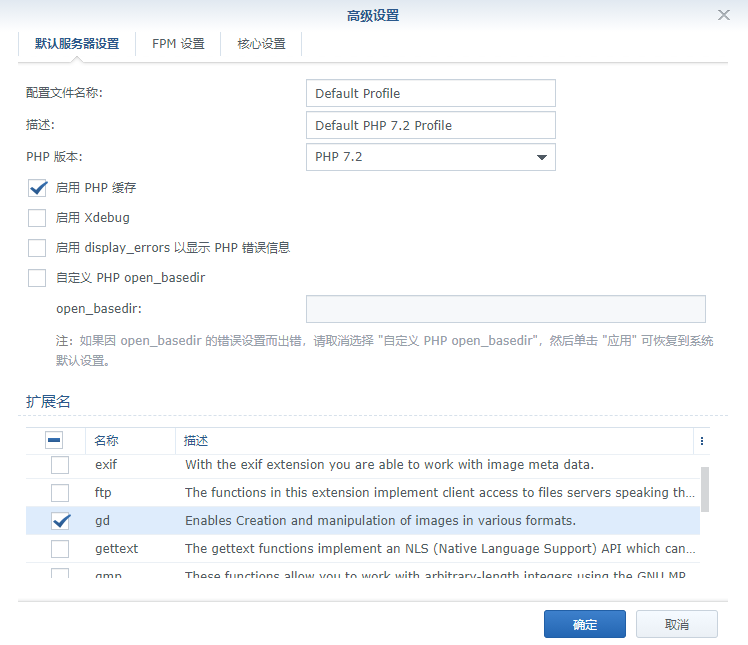 高级设置
默认服务器设置 FPM 设置 核心设置
配置文件名称: Default Profile
描述: Default PHP 7.2 Profile
PHP 版本: PHP 7.2
启用 PHP 缓存
启用 Xdebug
启用 display_errors 以显示 PHP 错误信息
自定义 PHP open_basedir
open_basedir:
注：如果因 open_basedir 的错误设置而出错，请取消选择 "自定义 PHP open_basedir"，然后单击 "应用" 可恢复到系统
默认设置。
扩展名
名称 描述
exif With the exif extension you are able to work with image meta data.
ftp The functions in this extension implement client access to files servers speaking th...
gd Enables Creation and manipulation of images in various formats.
gettext The gettext functions implement an NLS (Native Language Support) API which can...
gmp These functions allow you to work with arbitrary-length integers using the GNU MP
确定 取消